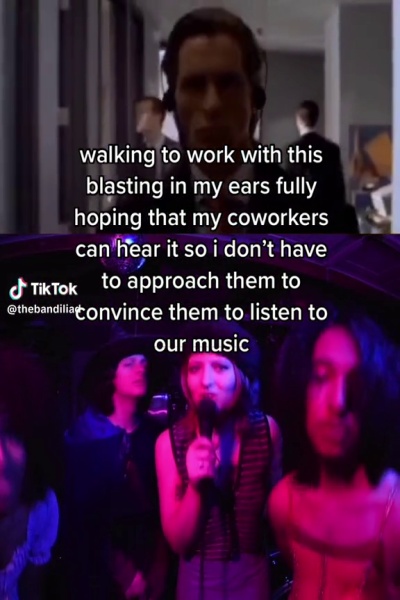 walking to work with this
blasting in my ears fully
hoping that my coworkers
can hear it so i don't have
to approach them to
convince them to listen to
our music
TikTok
@thebandiliad